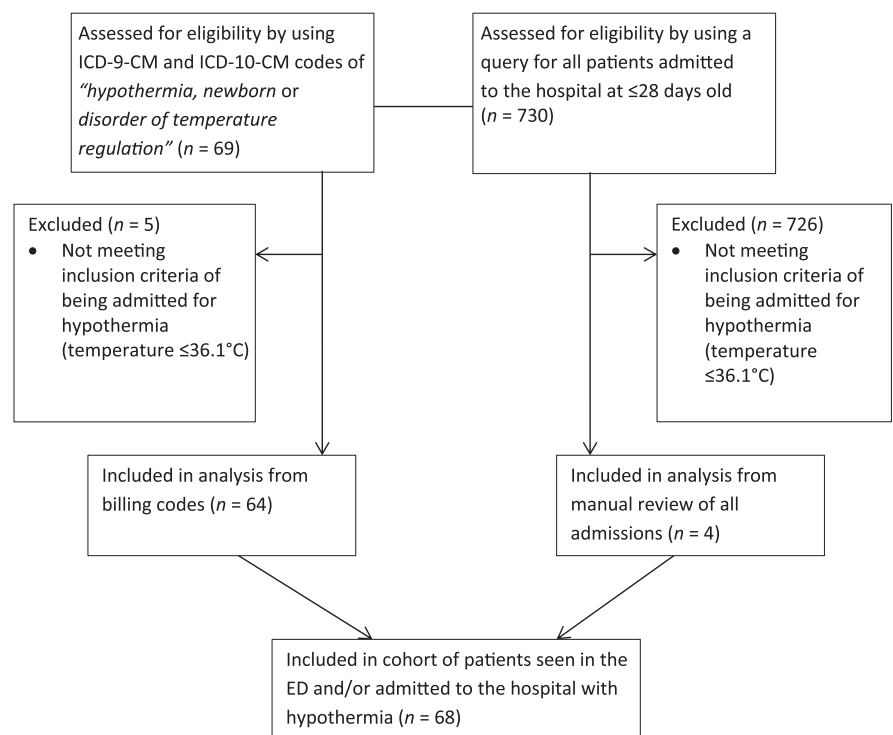 Assessed for eligibility by using
ICD-9-CM and ICD-10-CM codes of
“hypothermia, newborn or
disorder of temperature
regulation” (n = 69)
Assessed for eligibility by using a
query for all patients admitted
to the hospital at ≤28 days old
(n = 730)
Excluded (n = 5)
• Not meeting
inclusion criteria of
being admitted for
hypothermia
(temperature ≤36.1°C)
Excluded (n = 726)
• Not meeting
inclusion criteria of
being admitted for
hypothermia
(temperature
≤36.1°C)
Included in analysis from
billing codes (n = 64)
Included in analysis from
manual review of all
admissions (n = 4)
Included in cohort of patients seen in the
ED and/or admitted to the hospital with
hypothermia (n = 68)